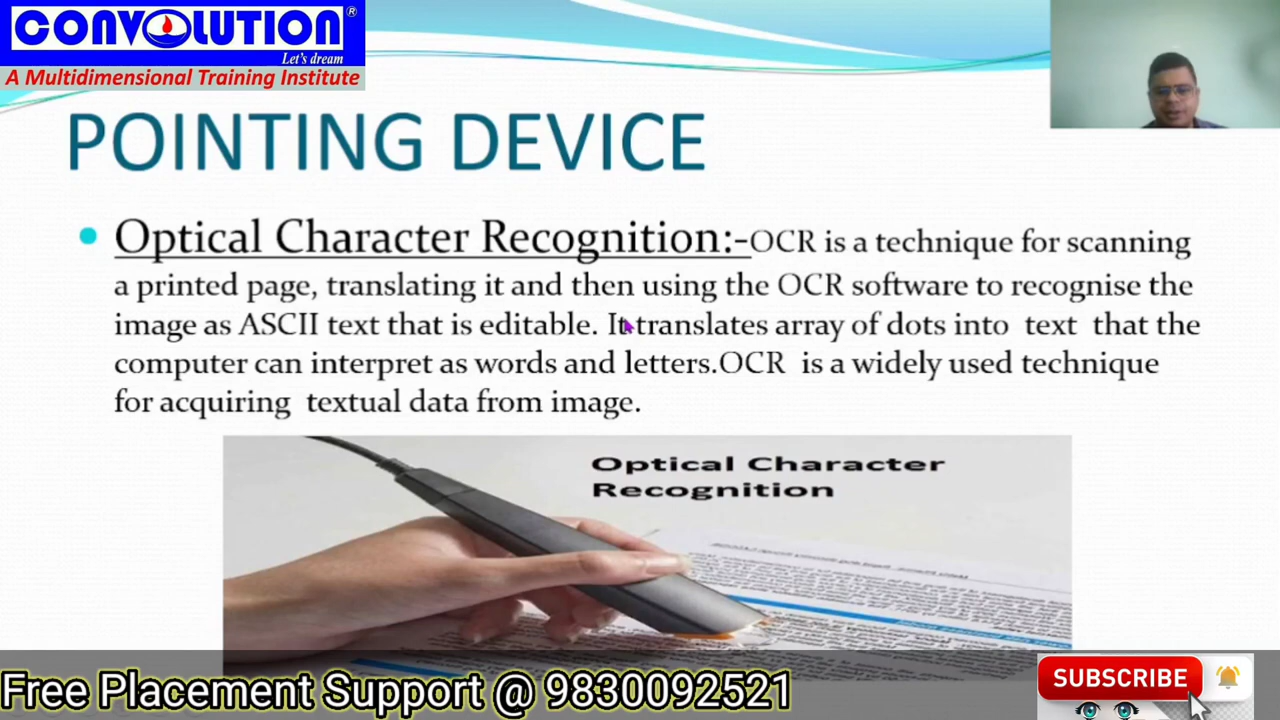 CONVOLUTION®
Let's dream
A Multidimensional Training Institute
POINTING DEVICE
• Optical Character Recognition:-OCR is a technique for scanning
a printed page, translating it and then using the OCR software to recognise the
image as ASCII text that is editable. It translates array of dots into text that the
computer can interpret as words and letters.OCR is a widely used technique
for acquiring textual data from image.
Optical Character
Recognition
Free Placement Support @ 9830092521
SUBSCRIBE